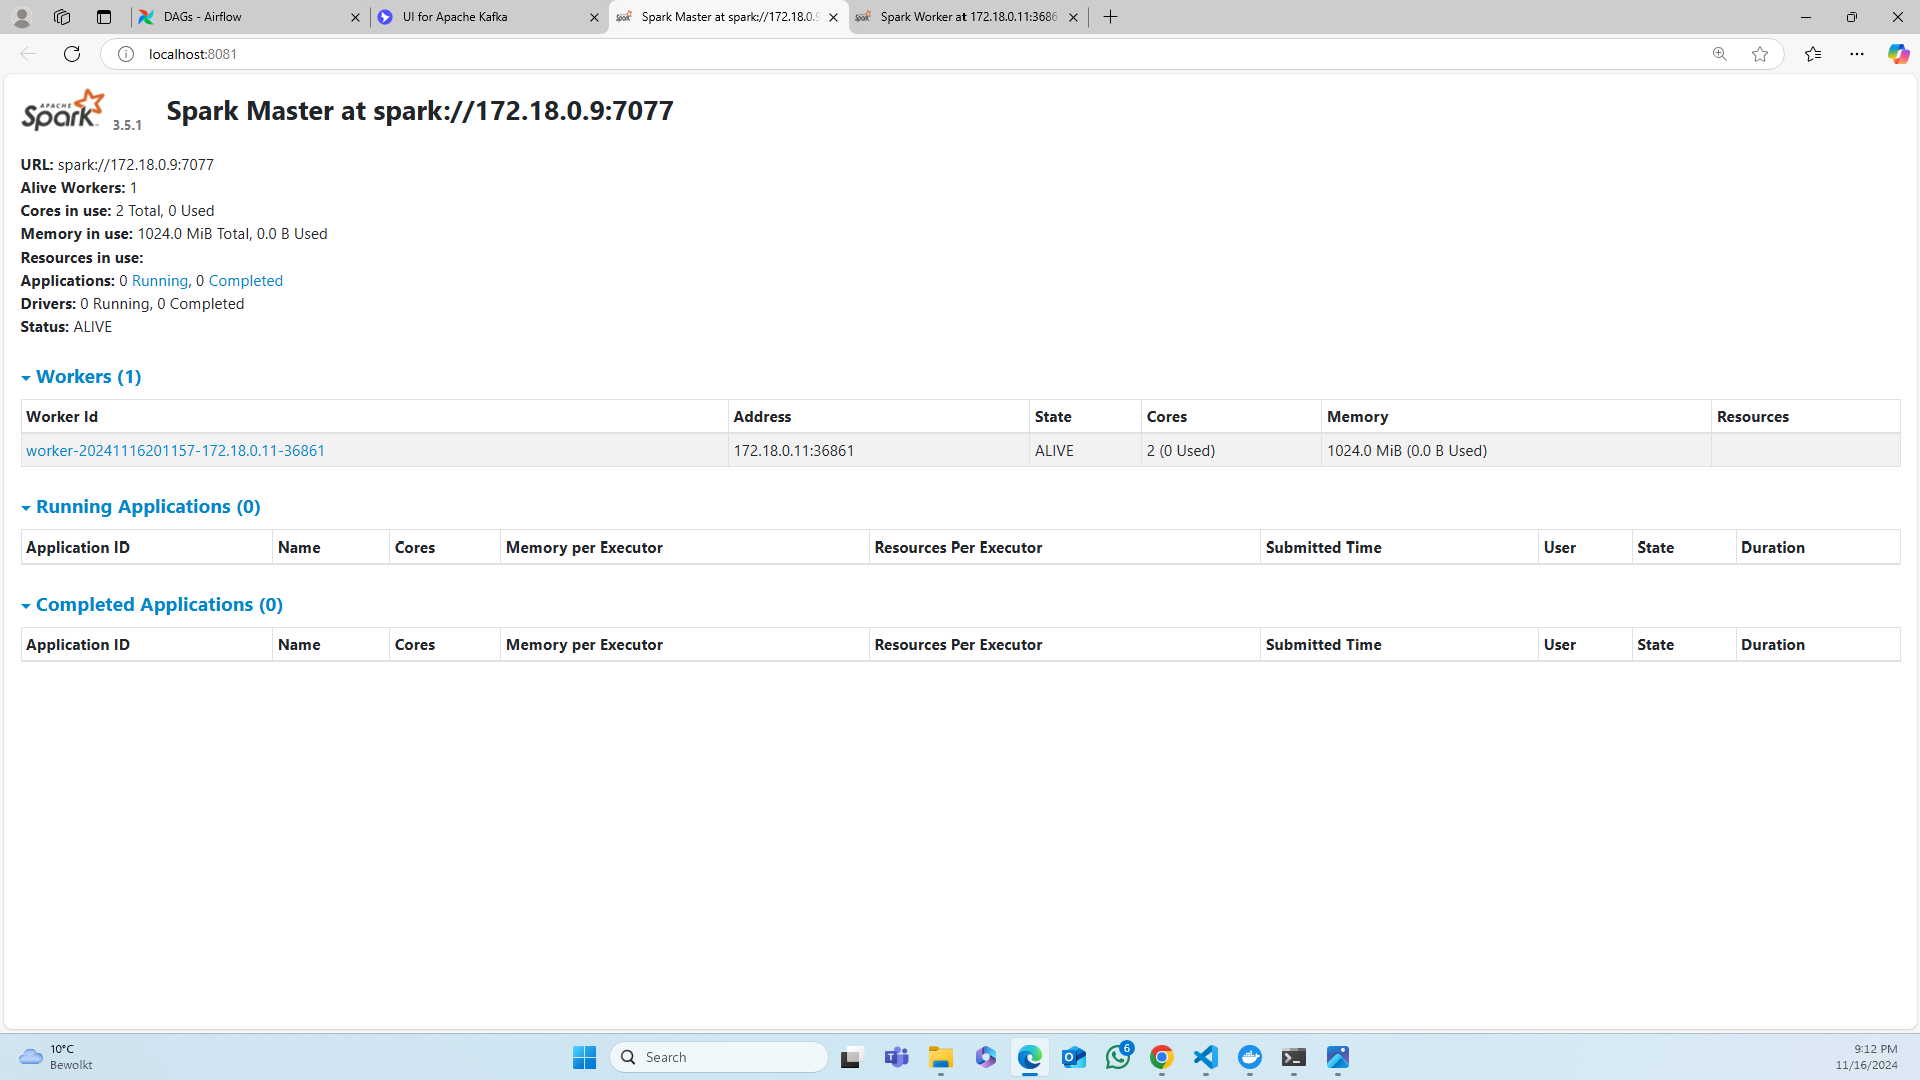 DAGs - Airflow
UI for Apache Kafka
Spark Master at spark://172.18.0.9
Spark Worker at 172.18.0.11:3686
localhost:8081
APACHE
Spark 3.5.1
Spark Master at spark://172.18.0.9:7077
URL: spark://172.18.0.9:7077
Alive Workers: 1
Cores in use: 2 Total, 0 Used
Memory in use: 1024.0 MiB Total, 0.0 B Used
Resources in use:
Applications: 0 Running, 0 Completed
Drivers: 0 Running, 0 Completed
Status: ALIVE
Workers (1)
Worker Id Address State Cores Memory Resources
worker-20241116201157-172.18.0.11-36861 172.18.0.11:36861 ALIVE 2 (0 Used) 1024.0 MiB (0.0 B Used)
Running Applications (0)
Application ID Name Cores Memory per Executor Resources Per Executor Submitted Time User State Duration
Completed Applications (0)
Application ID Name Cores Memory per Executor Resources Per Executor Submitted Time User State Duration
10°C
Bewolkt
Search
6
9:12 PM
11/16/2024